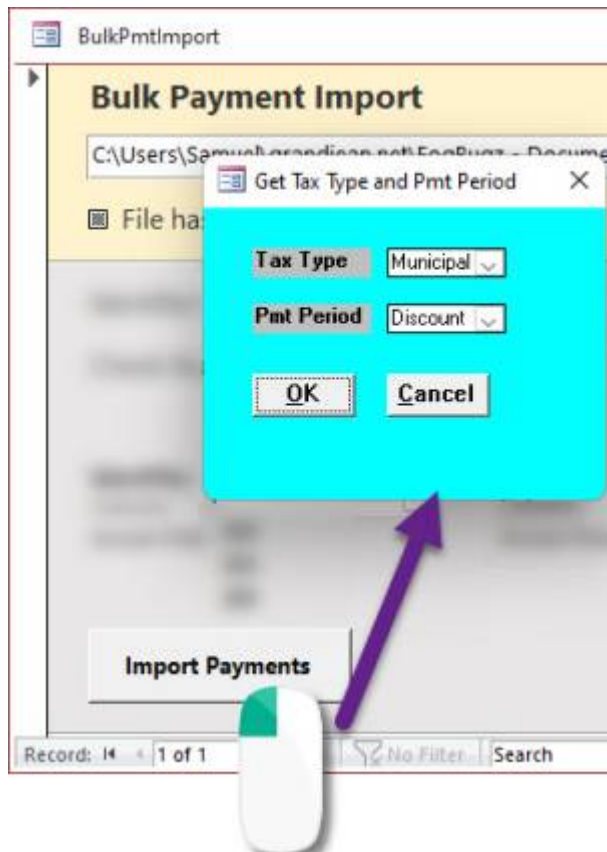 BulkPmtImport
Bulk Payment Import
C:\Users\Samuel\grandjean.net\FogBugz - Docume
Get Tax Type and Pmt Period
File ha
Tax Type Municipal
Pmt Period Discount
OK Cancel
Import Payments
Record: 1 of 1 No Filter Search